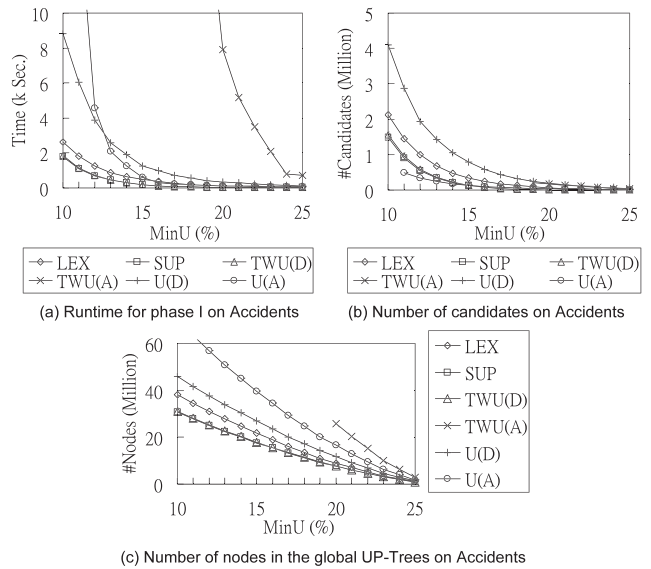 Time (k Sec.)
10
8
6
4
2
0
10 15 20 25
MinU (%)
LEX SUP TWU(D)
TWU(A) U(D) U(A)
(a) Runtime for phase I on Accidents
#Candidates (Million)
5
4
3
2
1
0
10 15 20 25
MinU (%)
LEX SUP TWU(D)
TWU(A) U(D) U(A)
(b) Number of candidates on Accidents
#Nodes (Million)
60
40
20
0
10 15 20 25
MinU (%)
LEX
SUP
TWU(D)
TWU(A)
U(D)
U(A)
(c) Number of nodes in the global UP-Trees on Accidents